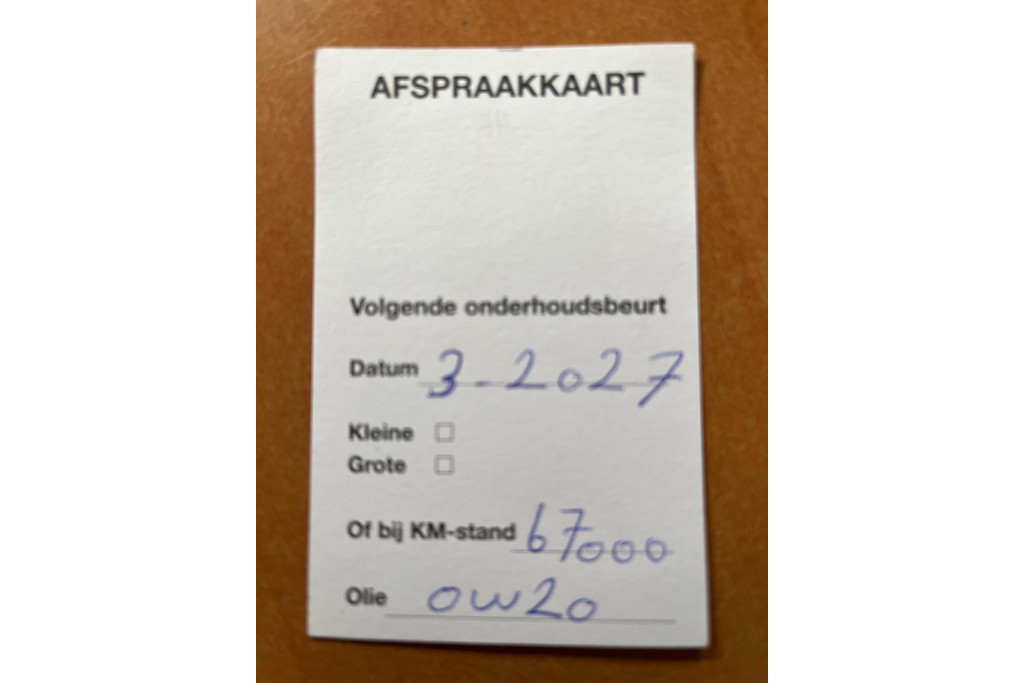 AFSPRAAKKAART
Volgende onderhoudsbeurt
Datum 3-2027
Kleine
Grote
Of bij KM-stand 67000
Olie 0w20